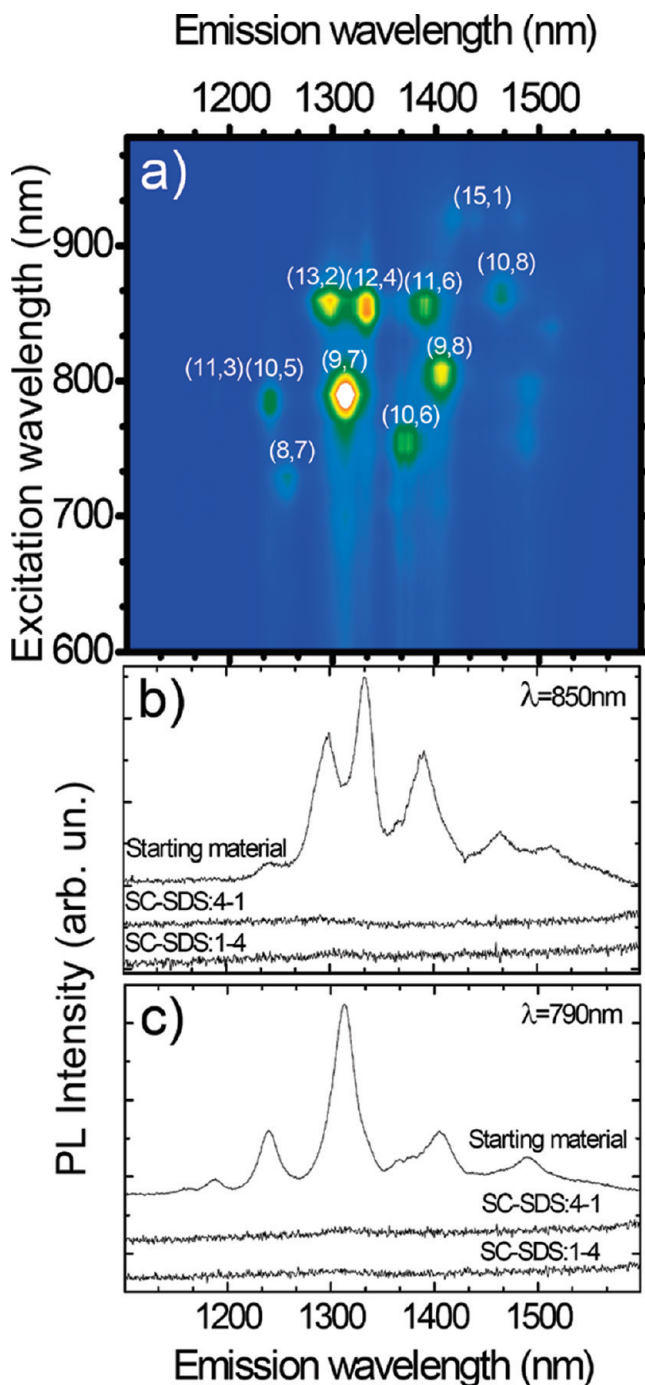 Emission wavelength (nm)
1200 1300 1400 1500
a)
Excitation wavelength (nm)
900
800
700
600
(15,1)
(10,8)
(13,2) (12,4) (11,6)
(11,3) (10,5) (9,7) (9,8)
(10,6)
(8,7)
b)
λ=850nm
Starting material
SC-SDS:4-1
SC-SDS:1-4
PL Intensity (arb. un.)
c)
λ=790nm
Starting material
SC-SDS:4-1
SC-SDS:1-4
1200 1300 1400 1500
Emission wavelength (nm)